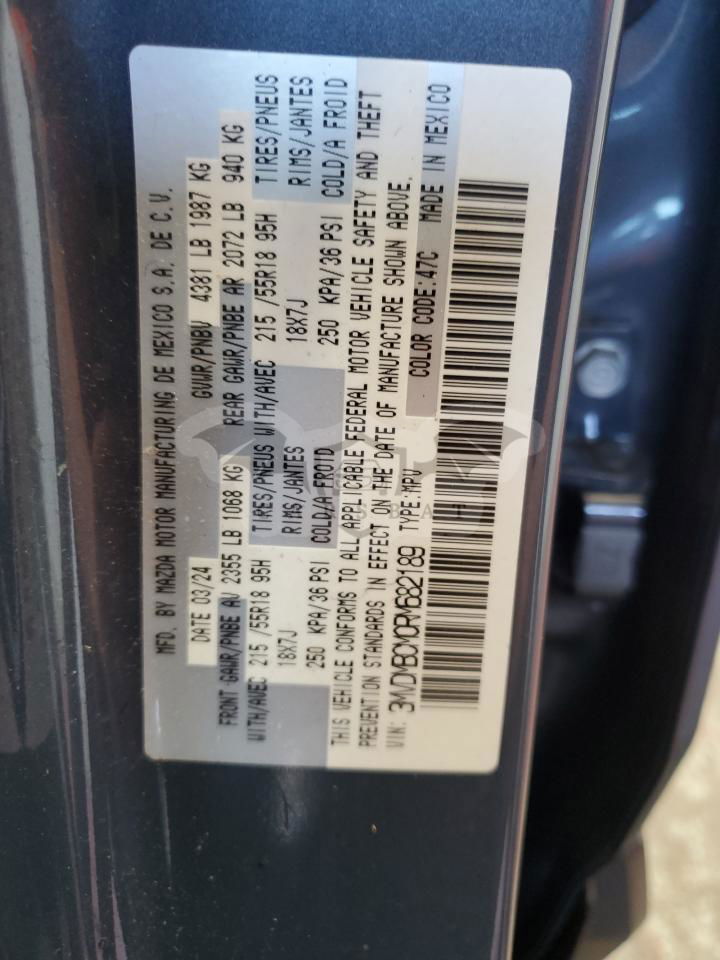 MFD. BY MAZDA MOTOR MANUFACTURING DE MEXICO S.A. DE C.V.
DATE 03/24 GVWR/PNBV 4381 LB 1987 KG
FRONT GAWR/PNBE AV 2355 LB 1068 KG REAR GAWR/PNBE AR 2072 LB 940 KG
WITH/AVEC 215 /55R18 95H TIRES/PNEUS WITH/AVEC 215 /55R18 95H TIRES/PNEUS
18X7J RIMS/JANTES 18X7J RIMS/JANTES
250 KPA/36 PSI COLD/A FROID 250 KPA/36 PSI COLD/A FROID
THIS VEHICLE CONFORMS TO ALL APPLICABLE FEDERAL MOTOR VEHICLE SAFETY AND THEFT
PREVENTION STANDARDS IN EFFECT ON THE DATE OF MANUFACTURE SHOWN ABOVE.
VIN: 3MVDMBCM0RM682189 TYPE:MPV COLOR CODE:47C MADE IN MEXICO